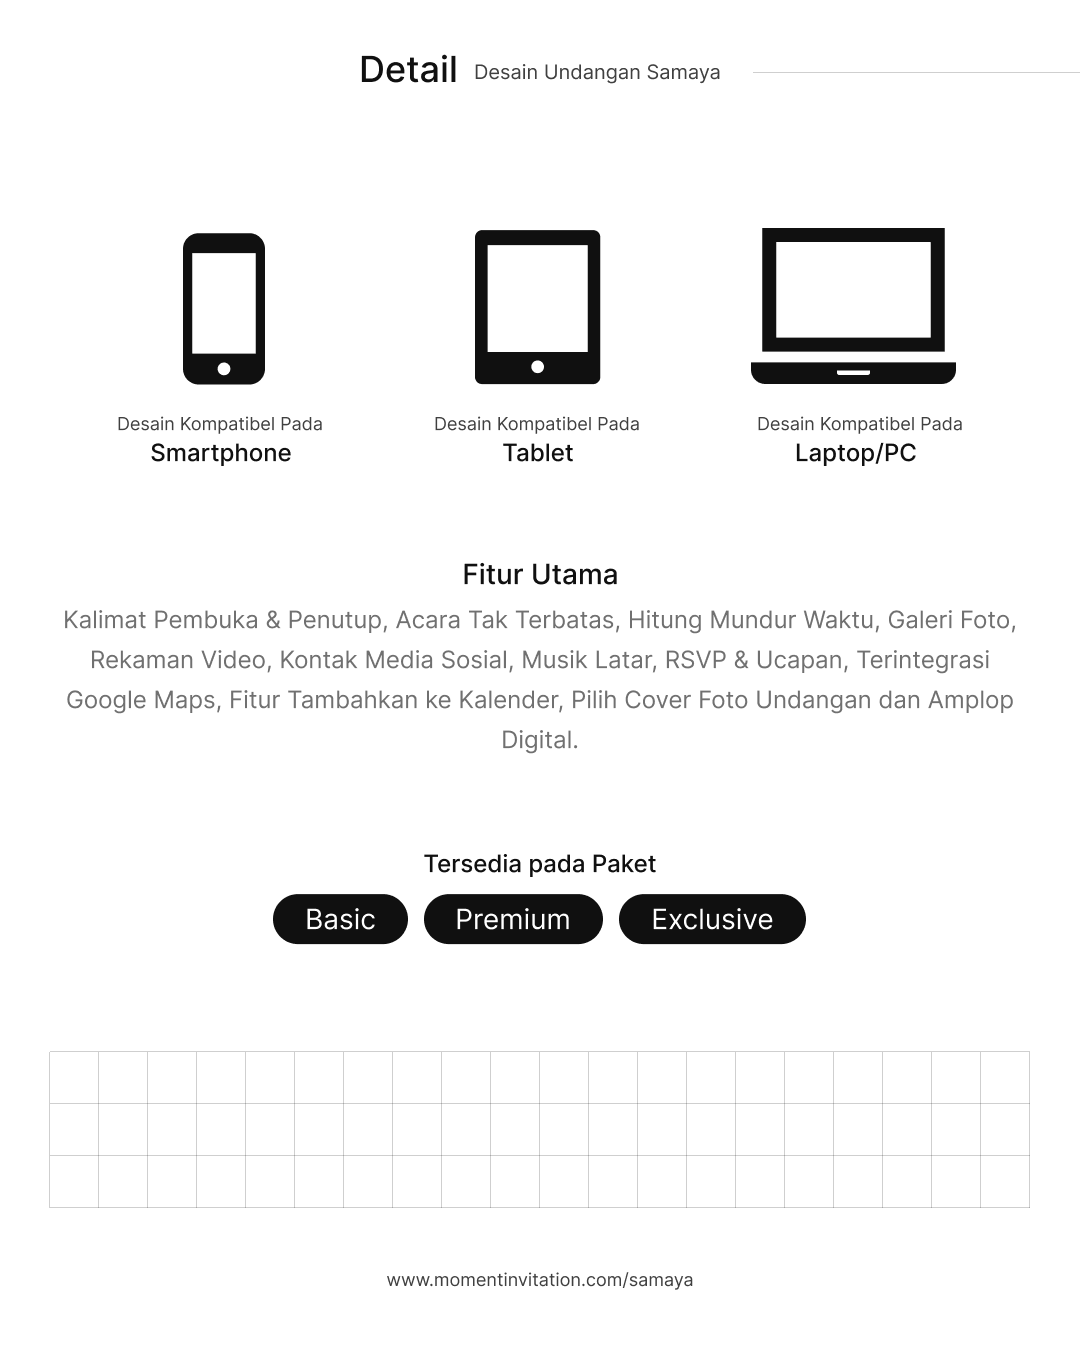 Detail Desain Undangan Samaya
Desain Kompatibel Pada
Smartphone
Desain Kompatibel Pada
Tablet
Desain Kompatibel Pada
Laptop/PC
Fitur Utama
Kalimat Pembuka & Penutup, Acara Tak Terbatas, Hitung Mundur Waktu, Galeri Foto,
Rekaman Video, Kontak Media Sosial, Musik Latar, RSVP & Ucapan, Terintegrasi
Google Maps, Fitur Tambahkan ke Kalender, Pilih Cover Foto Undangan dan Amplop
Digital.
Tersedia pada Paket
Basic Premium Exclusive
www.momentinvitation.com/samaya